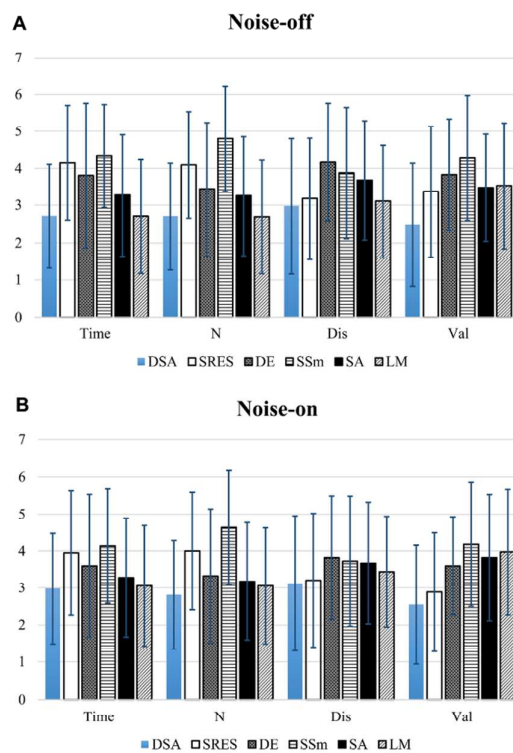 A
Noise-off
7
6
5
4
3
2
1
0
Time N Dis Val
DSA SRES DE SSm SA LM
B
Noise-on
7
6
5
4
3
2
1
0
Time N Dis Val
DSA SRES DE SSm SA LM